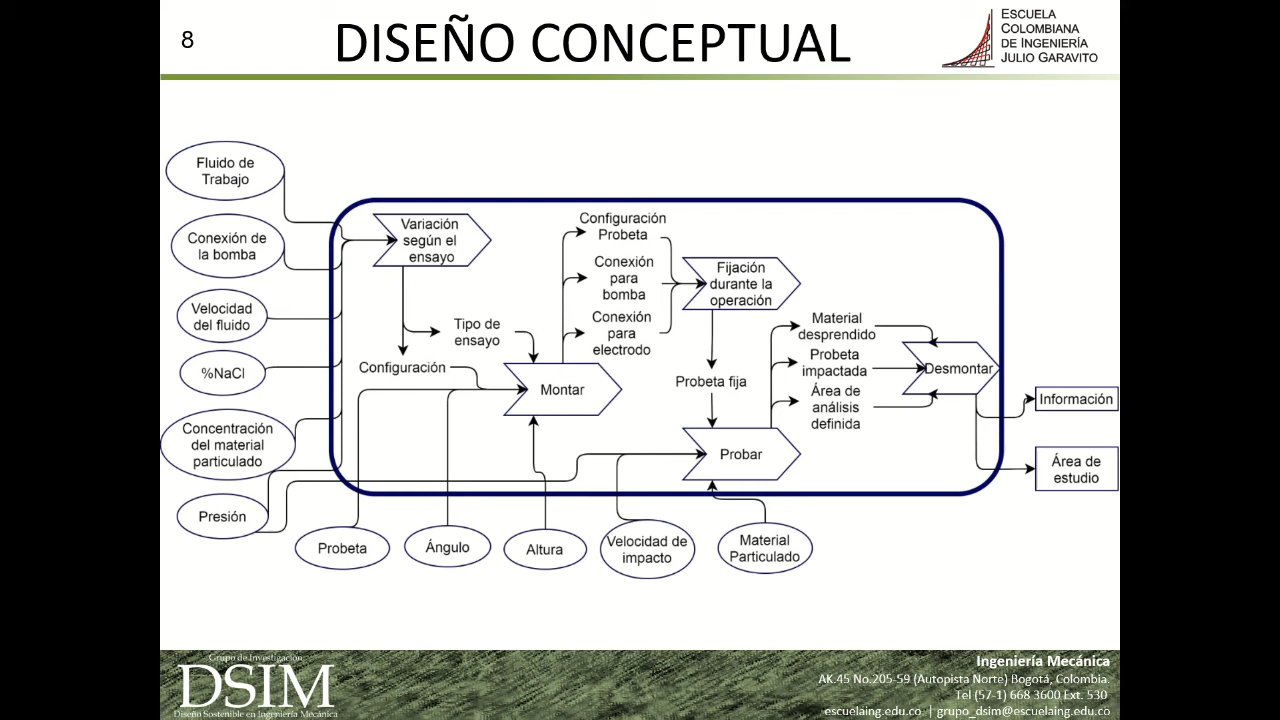 8
DISEÑO CONCEPTUAL
ESCUELA
COLOMBIANA
DE INGENIERÍA
JULIO GARAVITO
Fluido de
Trabajo
Conexión de
la bomba
Velocidad
del fluido
%NaCl
Concentración
del material
particulado
Presión
Variación
según el
ensayo
Tipo de
ensayo
Configuración
Montar
Configuración
Probeta
Conexión
para
bomba
Conexión
para
electrodo
Fijación
durante la
operación
Probeta fija
Probar
Material
desprendido
Probeta
impactada
Área de
análisis
definida
Desmontar
Información
Área de
estudio
Probeta
Ángulo
Altura
Velocidad de
impacto
Material
Particulado
Grupo de Investigación
DSIM
Diseño Sostenible en Ingeniería Mecánica
Ingeniería Mecánica
AK.45 No.205-59 (Autopista Norte) Bogotá, Colombia.
Tel (57-1) 668 3600 Ext. 530
escuelaing.edu.co | grupo_dsim@escuelaing.edu.co